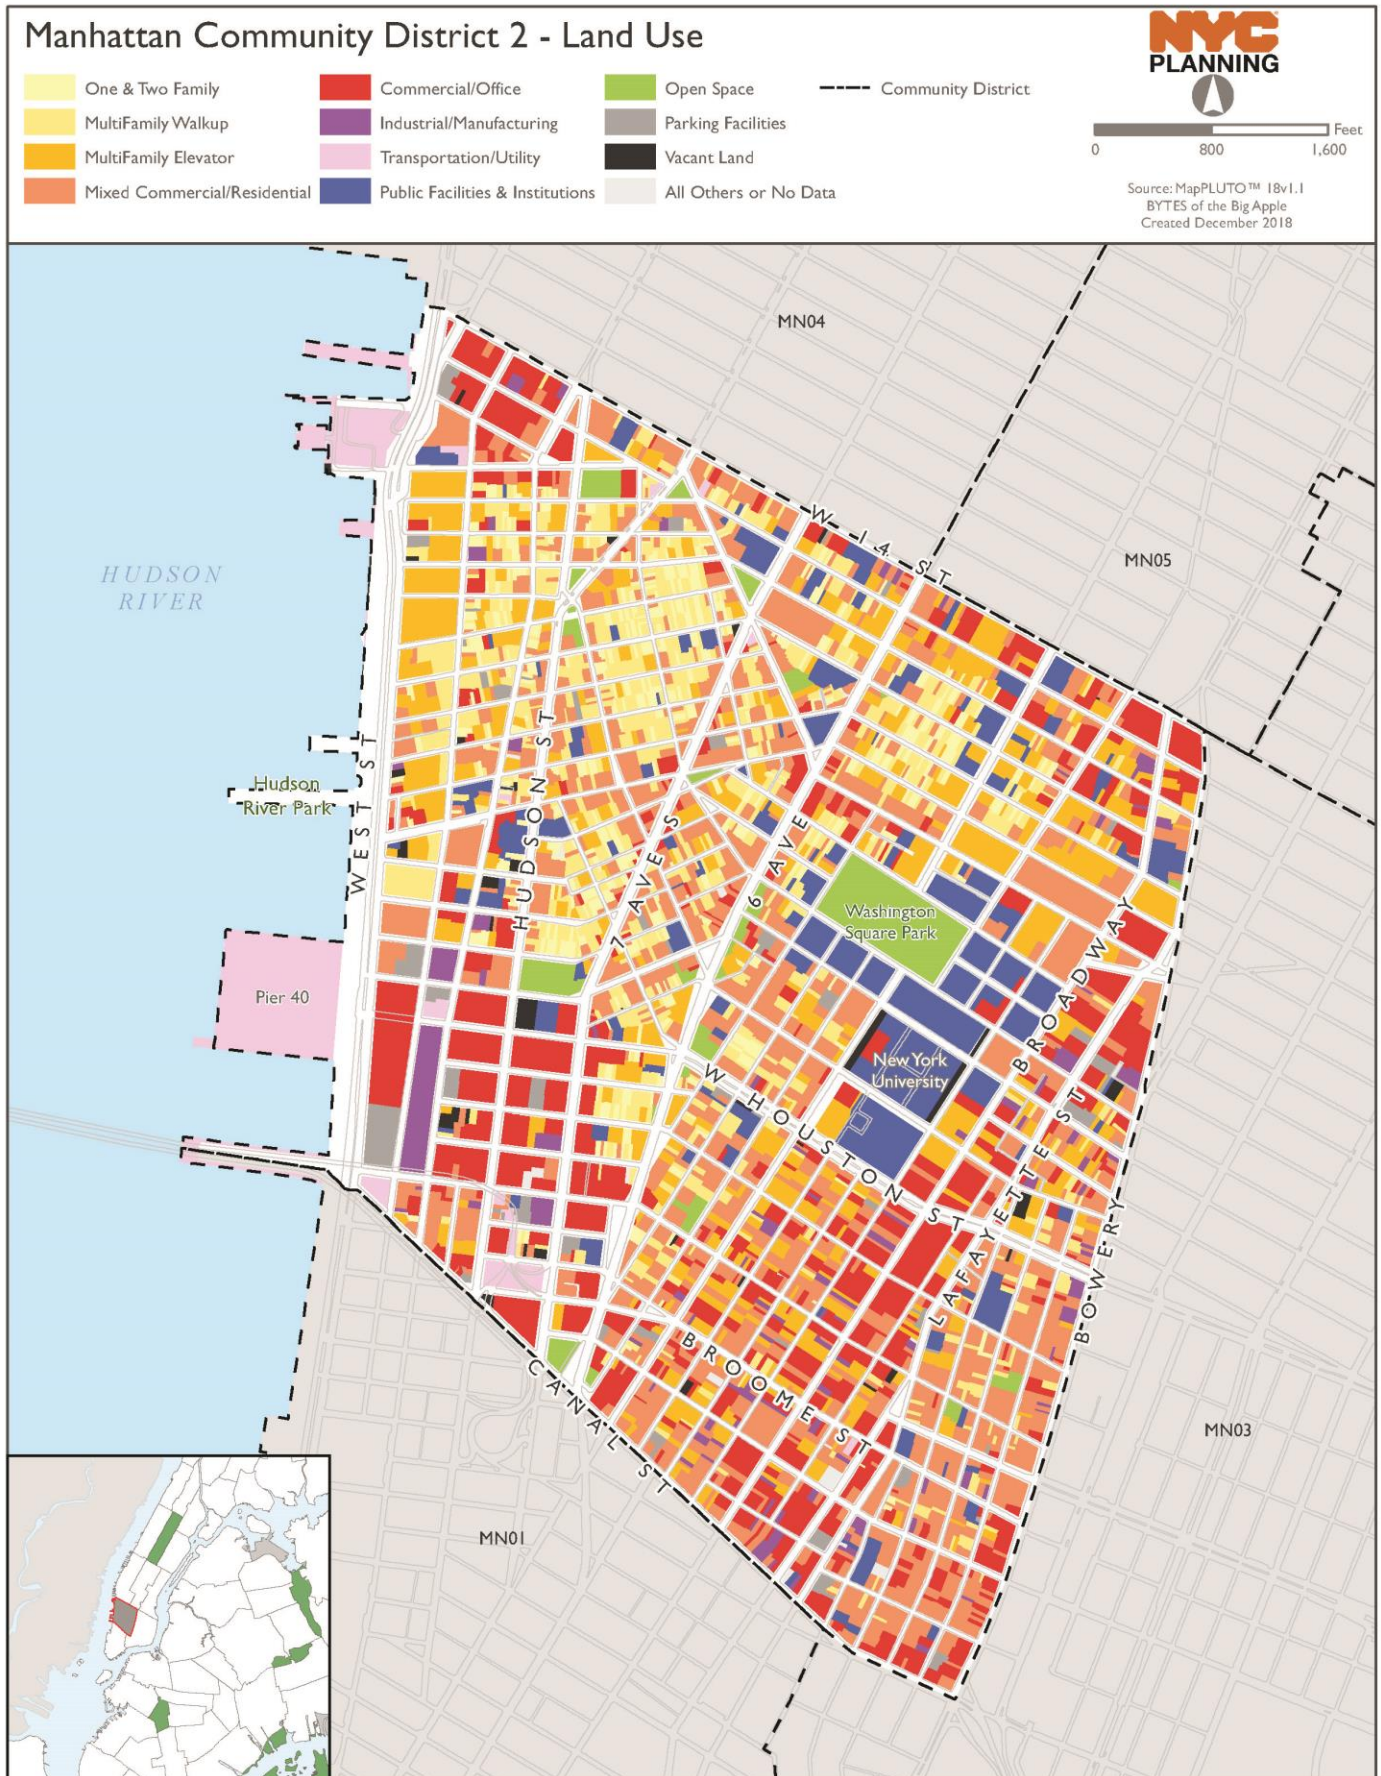 Manhattan Community District 2 - Land Use
One & Two Family
MultiFamily Walkup
MultiFamily Elevator
Mixed Commercial/Residential
Commercial/Office
Industrial/Manufacturing
Transportation/Utility
Public Facilities & Institutions
Open Space
Parking Facilities
Vacant Land
All Others or No Data
Community District
NYC
PLANNING
Feet
0 800 1,600
Source: MapPLUTO™ 18v1.1
BYTES of the Big Apple
Created December 2018
MN04
W 14 ST
MN05
HUDSON
RIVER
HUDSON ST
WEST ST
Hudson
River Park
7 AVE S
6 AVE
Washington
Square Park
BROADWAY
Pier 40
New York
University
W HOUSTON ST
LAFAYETTE ST
BOWERY
BROOME ST
CANAL ST
MN03
MN01